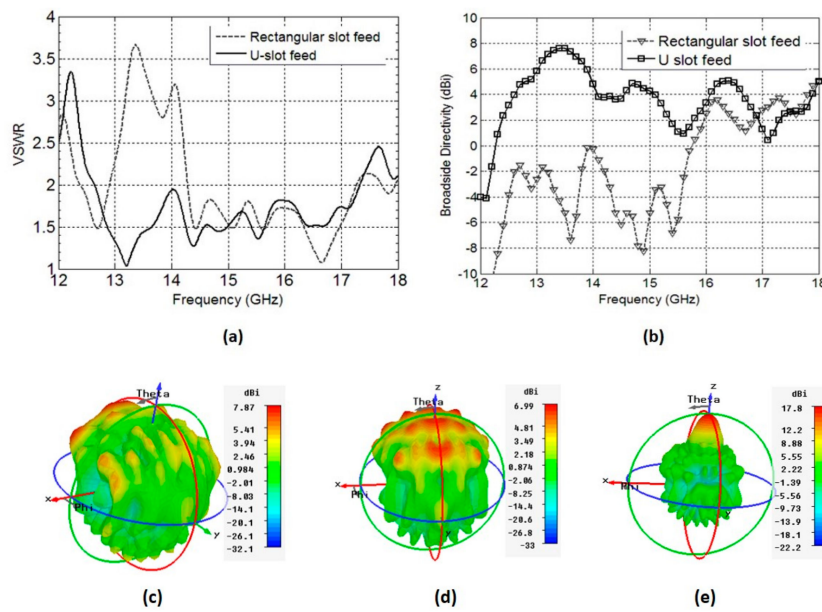 4
3.5
3
2.5
2
1.5
1
VSWR
12 13 14 15 16 17 18
Frequency (GHz)
Rectangular slot feed
U-slot feed
(a)
10
8
6
4
2
0
-2
-4
-6
-8
-10
Broadside Directivity (dBi)
12 13 14 15 16 17 18
Frequency (GHz)
Rectangular slot feed
U slot feed
(b)
Theta
x
Phi
y
dBi
7.87
5.41
3.94
2.46
0.984
-2.01
-8.03
-14.1
-20.1
-26.1
-32.1
(c)
z
Theta
x
Phi
dBi
6.99
4.81
2.18
0.874
-2.06
-8.25
-14.4
-20.6
-26.8
-33
(d)
z
Theta
x
Phi
dBi
17.8
12.2
8.88
5.55
2.22
-1.39
-5.56
-9.73
-13.9
-18.1
-22.2
(e)